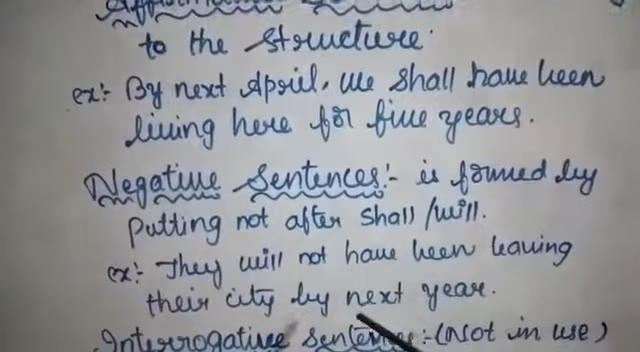 Affirmative
to the structure.
ex:- By next April, we shall have been
living here for five years.
Negative Sentences:- is formed by
putting not after shall/will.
ex:- They will not have been leaving
their city by next year.
Interrogative Sentences:-(Not in use)